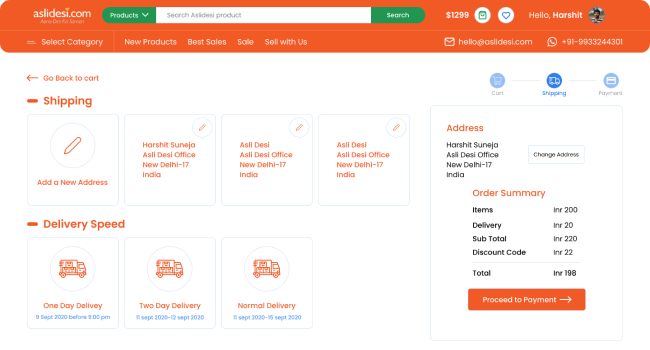 aslidesi.com
Products
Search Aslidesi product
Search
$1299
Hello, Harshit
Select Category
New Products
Best Sales
Sale
Sell with Us
hello@aslidesi.com
+91-9933244301
Go Back to cart
Cart
Shipping
Payment
Shipping
Add a New Address
Harshit Suneja
Asli Desi Office
New Delhi-17
India
Asli Desi
Asli Desi Office
New Delhi-17
India
Asli Desi
Asli Desi Office
New Delhi-17
India
Delivery Speed
One Day Delivey
9 Sept 2020 before 9:00 pm
Two Day Delivery
11 sept 2020-12 sept 2020
Normal Delivery
11 sept 2020-15 sept 2020
Address
Harshit Suneja
Asli Desi Office
New Delhi-17
India
Change Address
Order Summary
Items Inr 200
Delivery Inr 20
Sub Total Inr 220
Discount Code Inr 22
Total Inr 198
Proceed to Payment